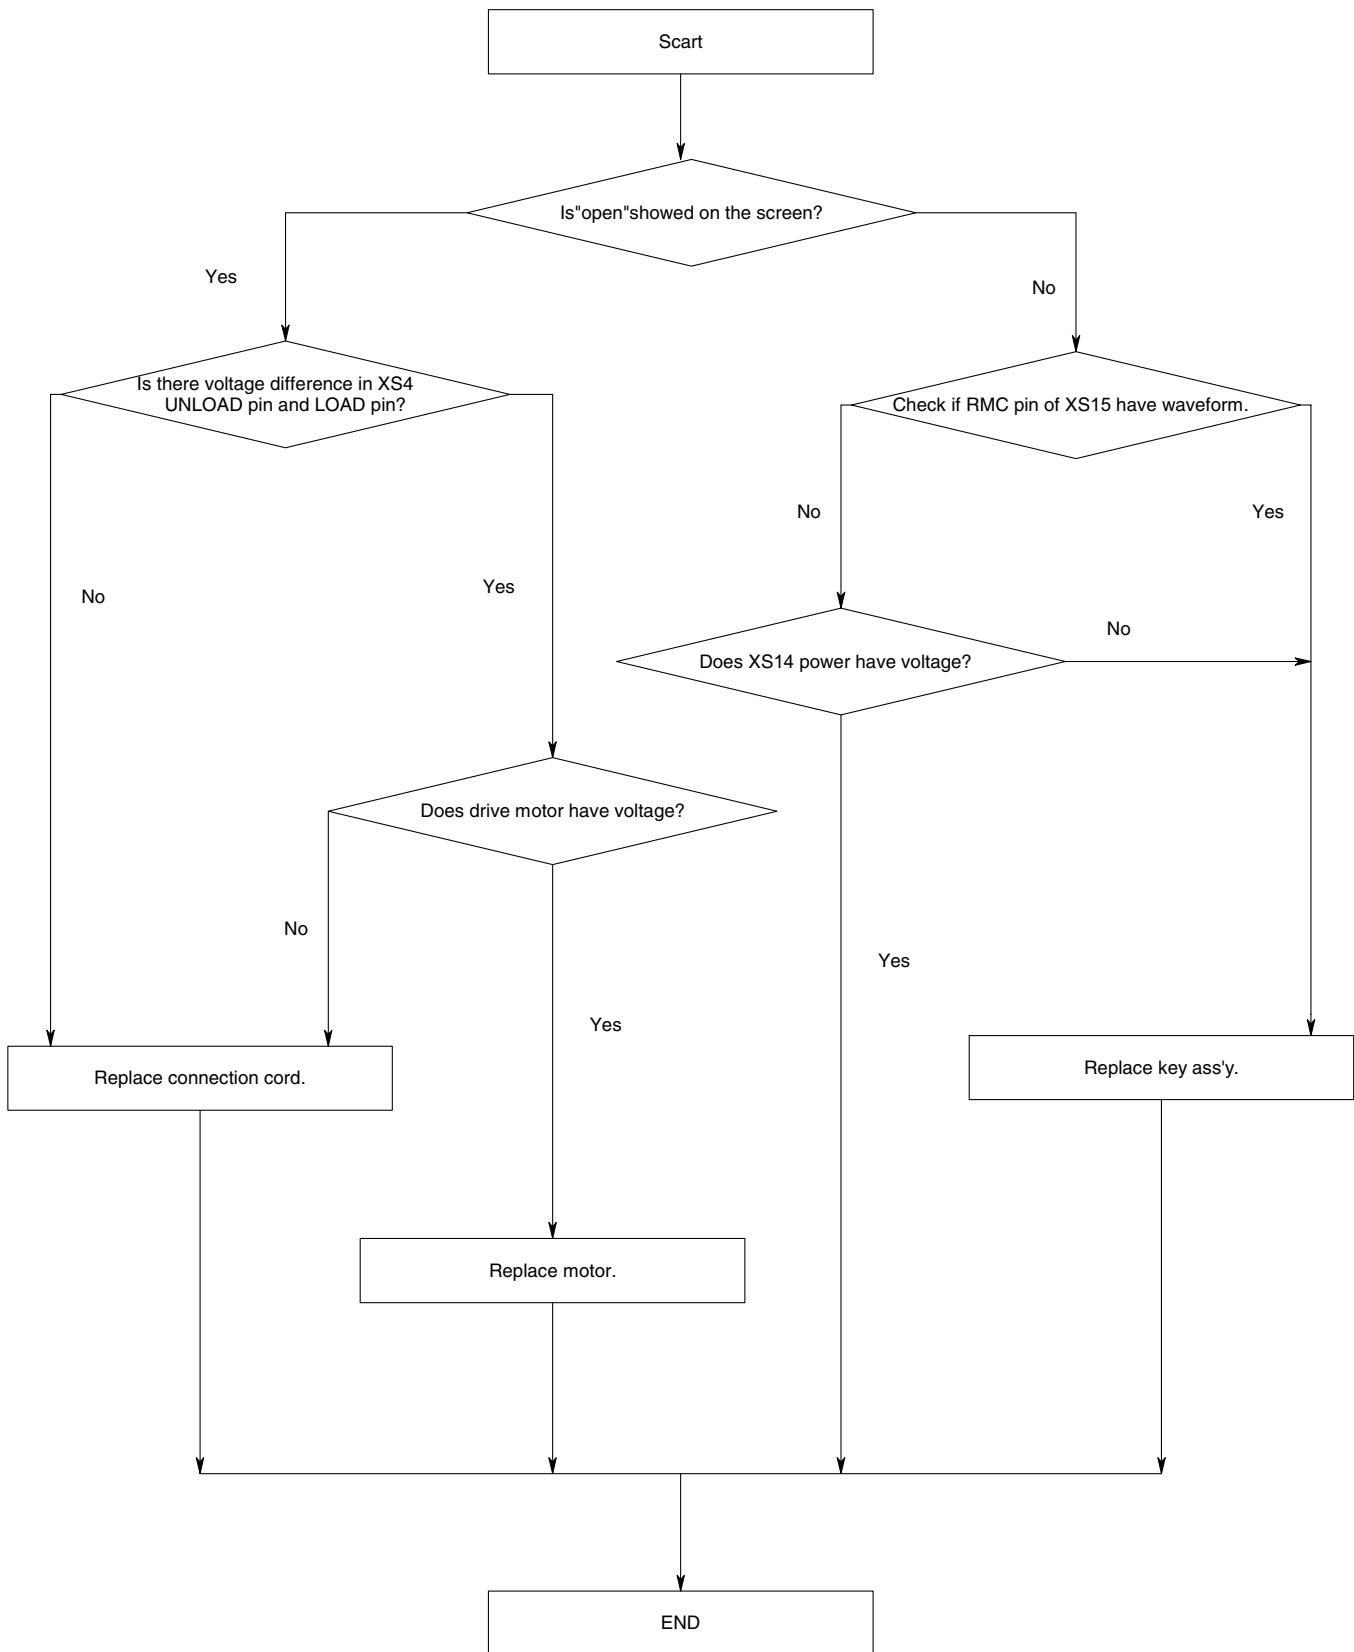 Scart
Is"open"showed on the screen?
Yes
No
Is there voltage difference in XS4
UNLOAD pin and LOAD pin?
Check if RMC pin of XS15 have waveform.
No
Yes
No
Yes
No
Does XS14 power have voltage?
Does drive motor have voltage?
No
Yes
Yes
Replace connection cord.
Replace key ass'y.
Replace motor.
END